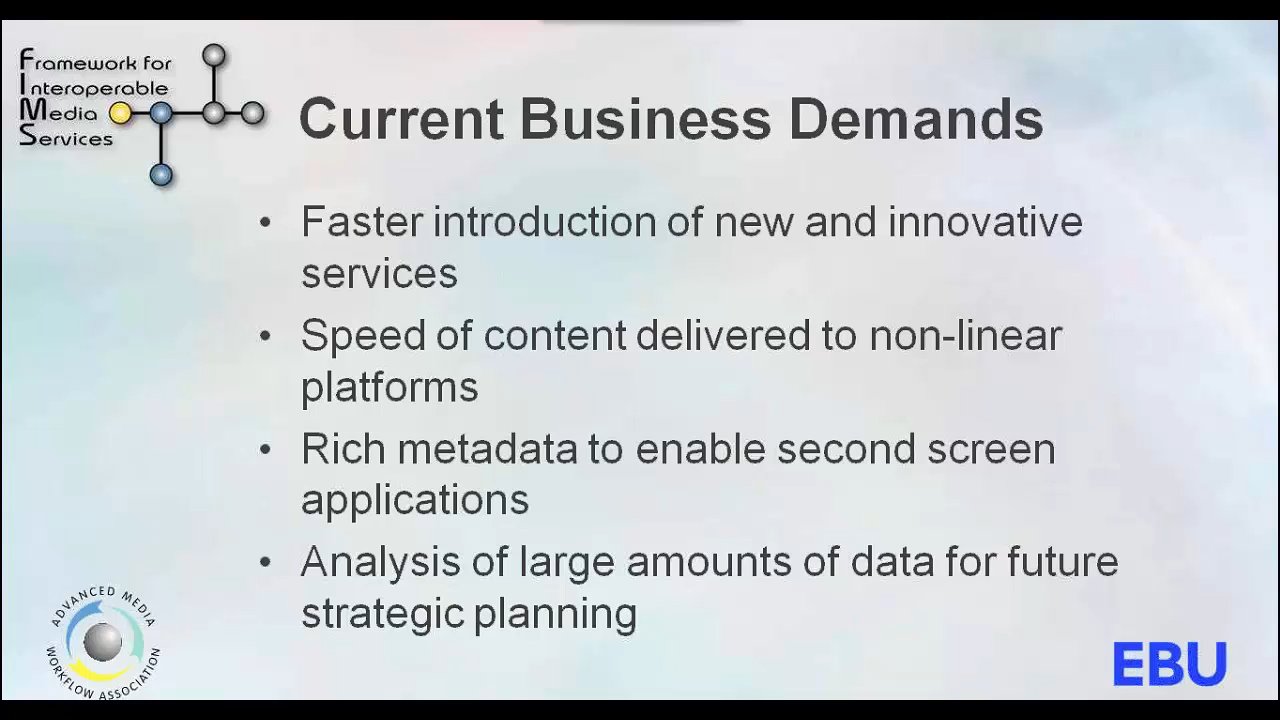 Framework for
Interoperable
Media
Services
Current Business Demands
• Faster introduction of new and innovative
services
• Speed of content delivered to non-linear
platforms
• Rich metadata to enable second screen
applications
• Analysis of large amounts of data for future
strategic planning
ADVANCED MEDIA
WORKFLOW ASSOCIATION
EBU